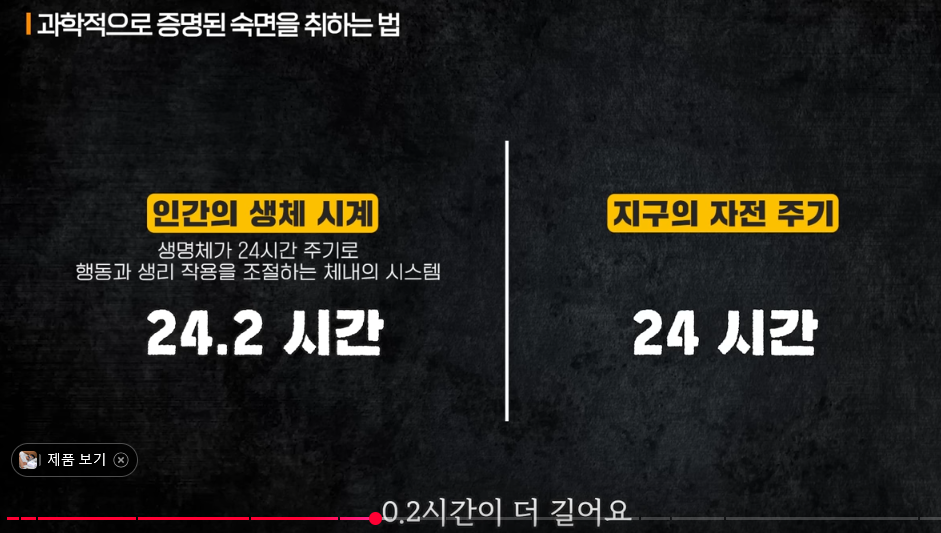 과학적으로 증명된 숙면을 취하는 법
인간의 생체 시계
생명체가 24시간 주기로
행동과 생리 작용을 조절하는 체내의 시스템
24.2 시간
지구의 자전 주기
24 시간
제품 보기
0.2시간이 더 길어요